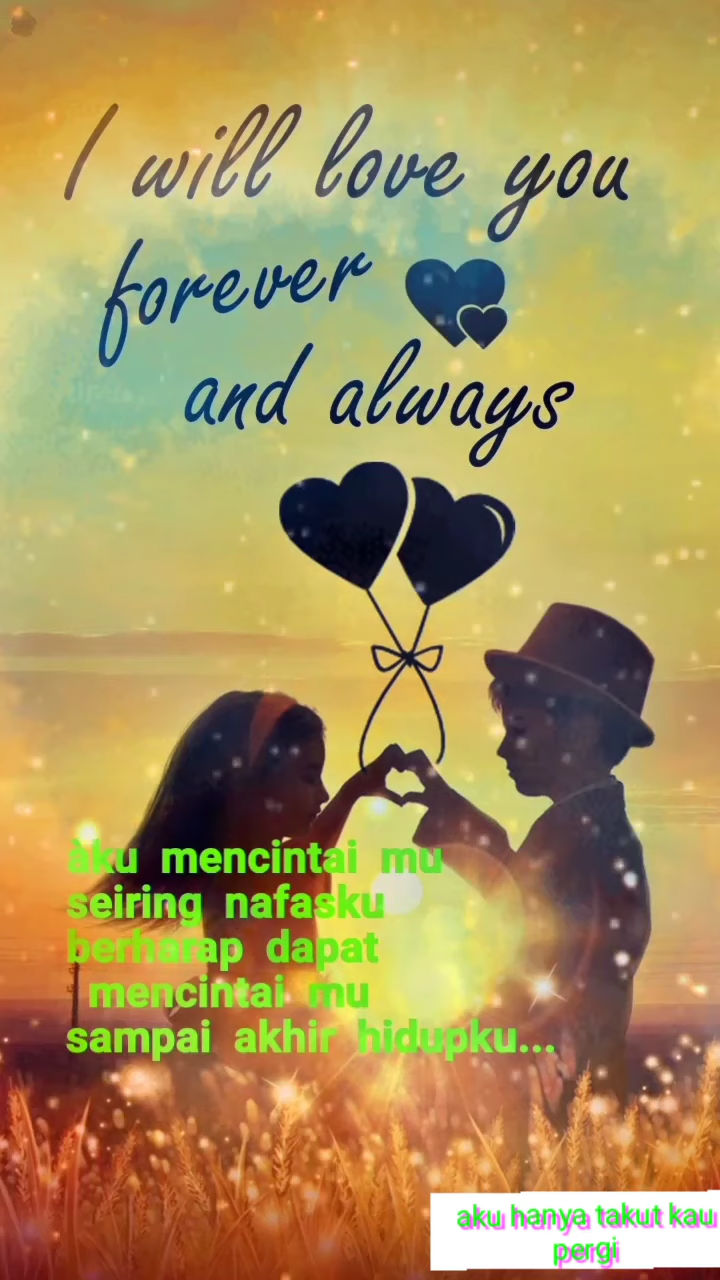 I will love you
forever
and always
àku mencintai mu
seiring nafasku
berharap dapat
mencintai mu
sampai akhir hidupku...
aku hanya takut kau
pergi